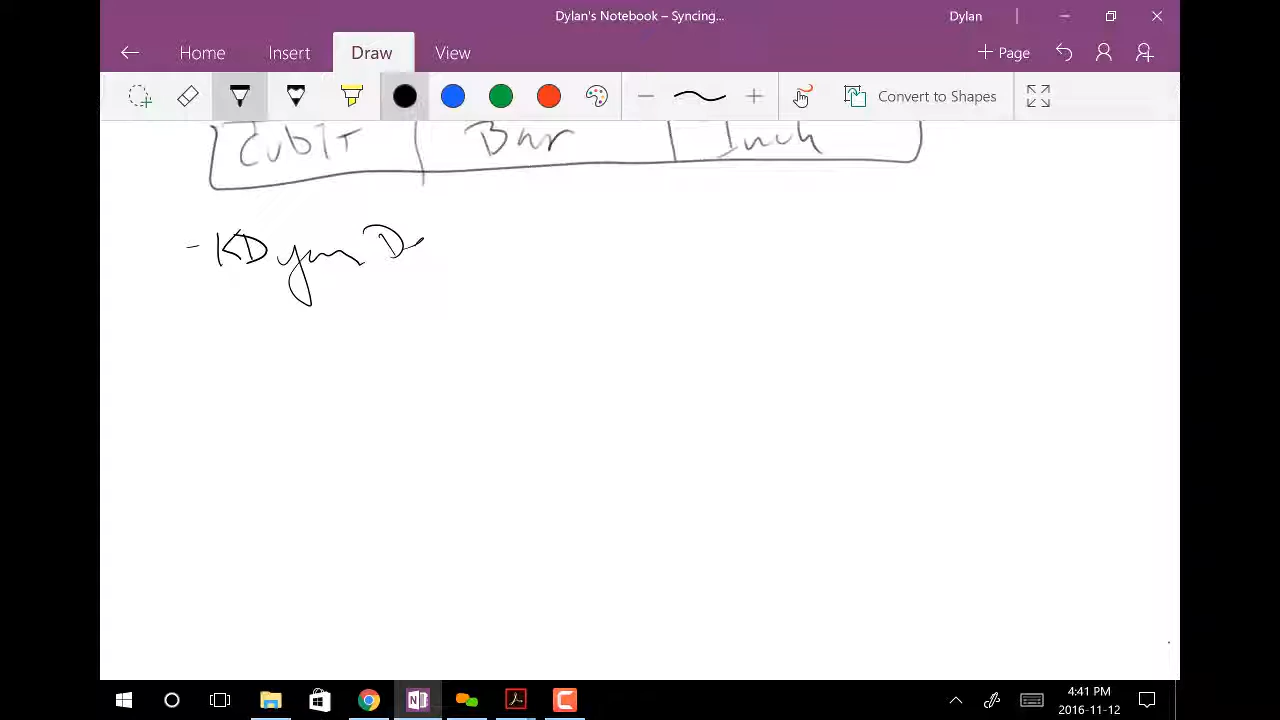 Dylan's Notebook – Syncing...
Dylan
Home Insert Draw View
Page
Convert to Shapes
Cubit Bar Inch
- KD
4:41 PM
2016-11-12